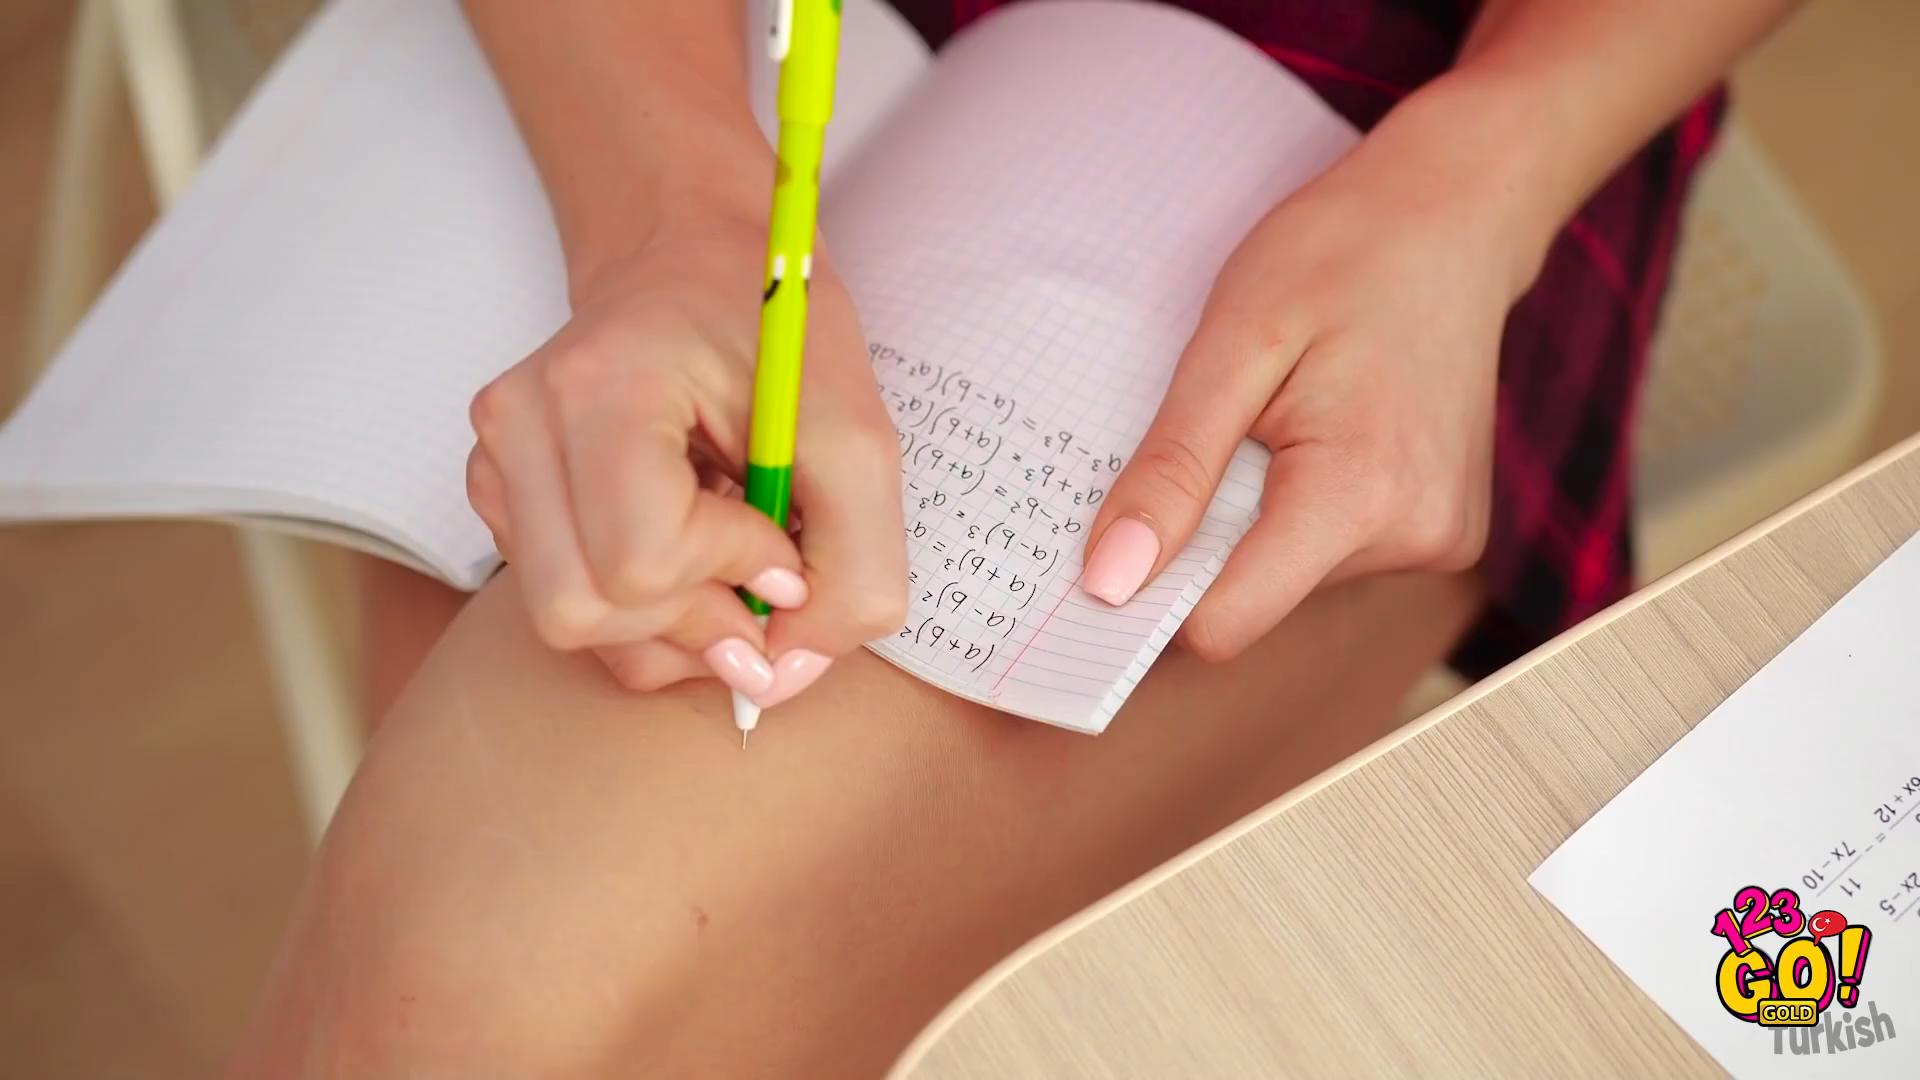 (a+b)²
(a-b)² =
(a+b)³ = a
(a-b)³ = a³-
a²-b² = (a+b)(
a³+b³ = (a+b)(a²-
a³-b³ = (a-b)(a²+ab
2x-5
6x+12
=
11
7x-10
123
GO!
GOLD
Turkish